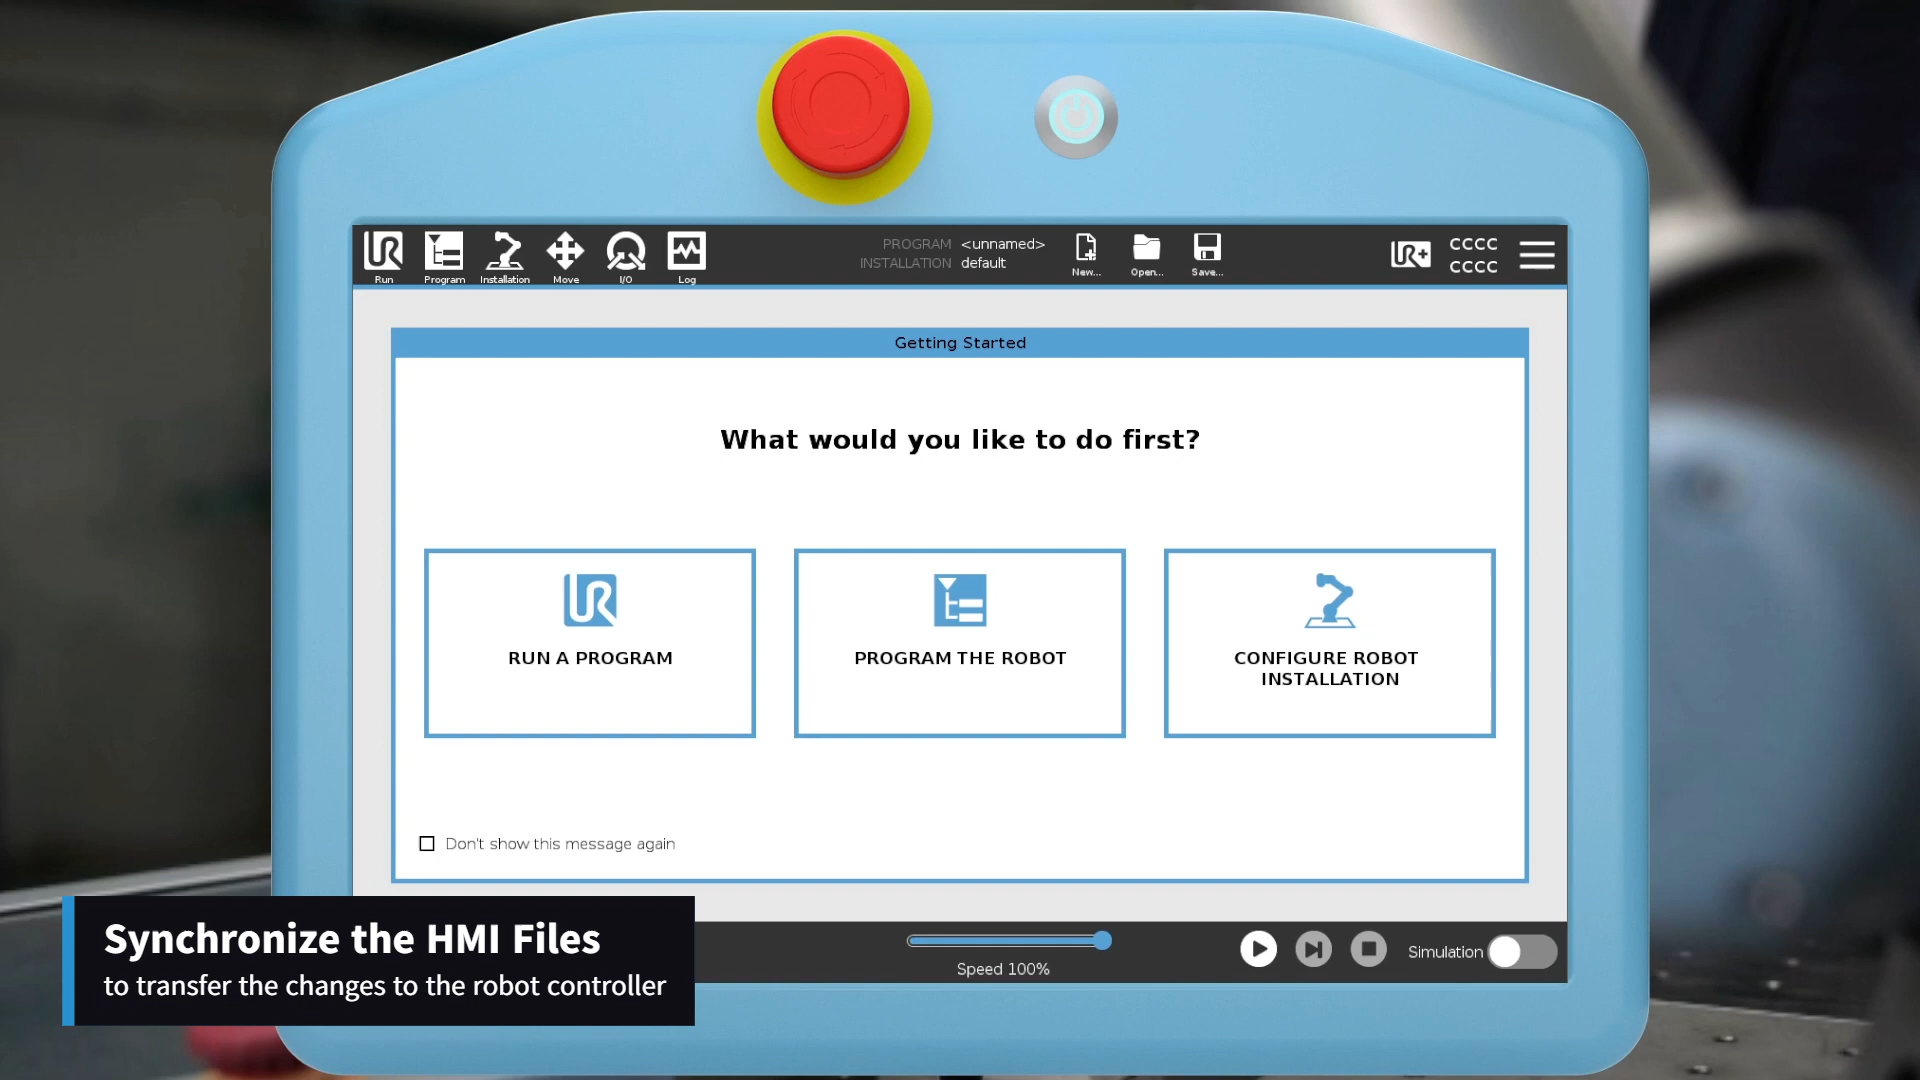 Run
Program
Installation
Move
I/O
Log
PROGRAM <unnamed>
INSTALLATION default
New...
Open...
Save...
UR+
CCCC
CCCC
Getting Started
What would you like to do first?
UR
RUN A PROGRAM
PROGRAM THE ROBOT
CONFIGURE ROBOT
INSTALLATION
Don't show this message again
Speed 100%
Simulation
Synchronize the HMI Files
to transfer the changes to the robot controller